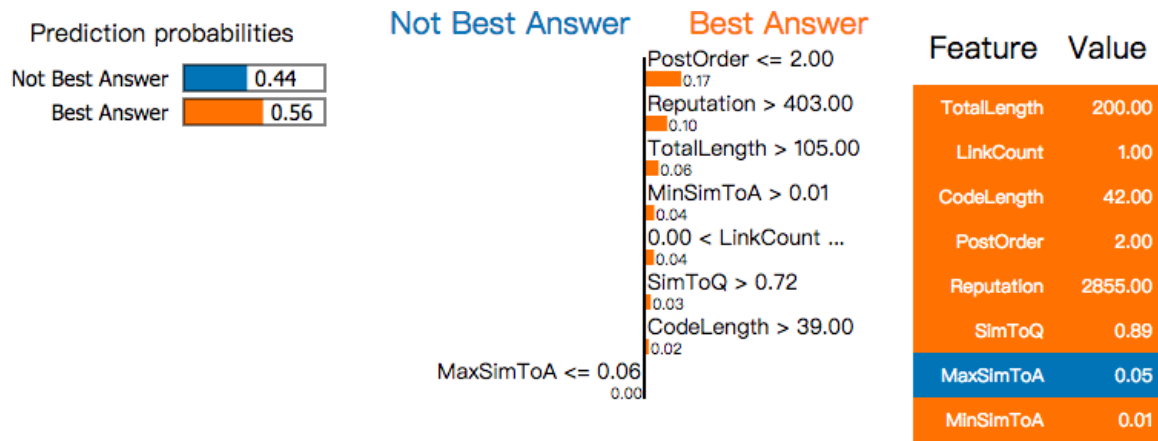 Prediction probabilities
Not Best Answer 0.44
Best Answer 0.56
Not Best Answer Best Answer
PostOrder <= 2.00
0.17
Reputation > 403.00
0.10
TotalLength > 105.00
0.06
MinSimToA > 0.01
0.04
0.00 < LinkCount ...
0.04
SimToQ > 0.72
0.03
CodeLength > 39.00
0.02
MaxSimToA <= 0.06
0.00
Feature Value
TotalLength 200.00
LinkCount 1.00
CodeLength 42.00
PostOrder 2.00
Reputation 2855.00
SimToQ 0.89
MaxSimToA 0.05
MinSimToA 0.01